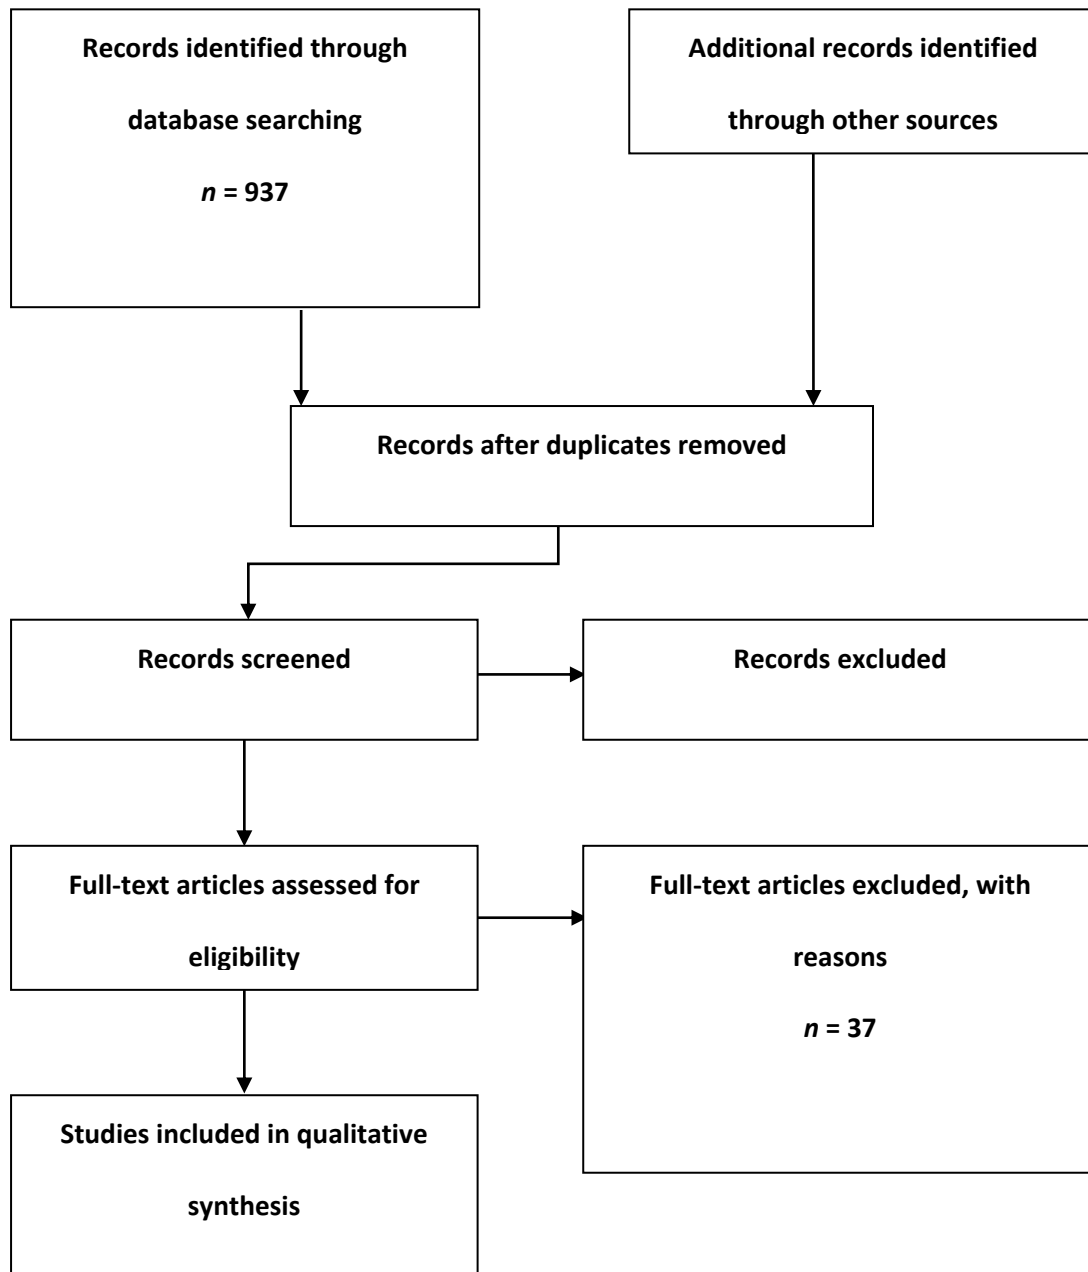 Records identified through
database searching
n = 937
Additional records identified
through other sources
Records after duplicates removed
Records screened
Records excluded
Full-text articles assessed for
eligibility
Full-text articles excluded, with
reasons
n = 37
Studies included in qualitative
synthesis